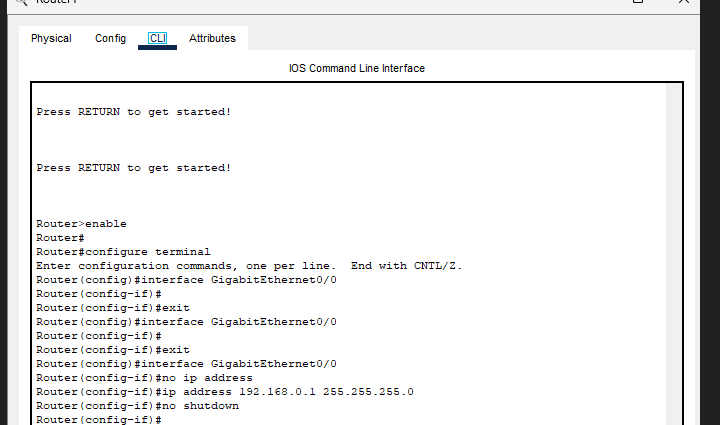 Physical Config CLI Attributes
IOS Command Line Interface
Press RETURN to get started!
Press RETURN to get started!
Router>enable
Router#
Router#configure terminal
Enter configuration commands, one per line.  End with CNTL/Z.
Router(config)#interface GigabitEthernet0/0
Router(config-if)#
Router(config-if)#exit
Router(config)#interface GigabitEthernet0/0
Router(config-if)#
Router(config-if)#exit
Router(config)#interface GigabitEthernet0/0
Router(config-if)#no ip address
Router(config-if)#ip address 192.168.0.1 255.255.255.0
Router(config-if)#no shutdown
Router(config-if)#